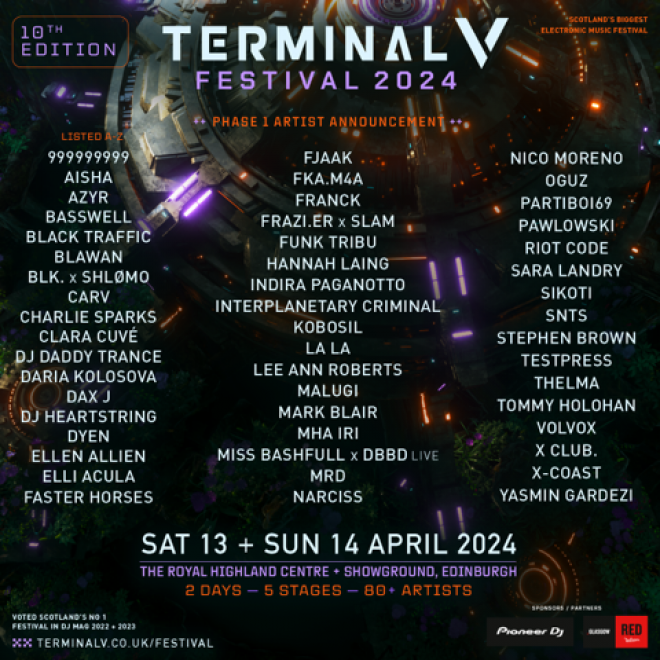 10TH
EDITION
TERMINAL V
FESTIVAL 2024
SCOTLAND'S BIGGEST
ELECTRONIC MUSIC FESTIVAL
PHASE 1 ARTIST ANNOUNCEMENT
LISTED A-Z
999999999
AISHA
AZYR
BASSWELL
BLACK TRAFFIC
BLAWAN
BLK. x SHLØMO
CARV
CHARLIE SPARKS
CLARA CUVÉ
DJ DADDY TRANCE
DARIA KOLOSOVA
DAX J
DJ HEARTSTRING
DYEN
ELLEN ALLIEN
ELLI ACULA
FASTER HORSES
FJAAK
FKA.M4A
FRANCK
FRAZI.ER x SLAM
FUNK TRIBU
HANNAH LAING
INDIRA PAGANOTTO
INTERPLANETARY CRIMINAL
KOBOSIL
LA LA
LEE ANN ROBERTS
MALUGI
MARK BLAIR
MHA IRI
MISS BASHFULL x DBBD LIVE
MRD
NARCISS
NICO MORENO
OGUZ
PARTIBOI69
PAWLOWSKI
RIOT CODE
SARA LANDRY
SIKOTI
SNTS
STEPHEN BROWN
TESTPRESS
THELMA
TOMMY HOLOHAN
VOLVOX
X CLUB.
X-COAST
YASMIN GARDEZI
SAT 13 + SUN 14 APRIL 2024
THE ROYAL HIGHLAND CENTRE + SHOWGROUND, EDINBURGH
2 DAYS — 5 STAGES — 80+ ARTISTS
VOTED SCOTLAND'S NO 1
FESTIVAL IN DJ MAG 2022 + 2023
TERMINALV.CO.UK/FESTIVAL
SPONSORS / PARTNERS
Pioneer Dj
RED